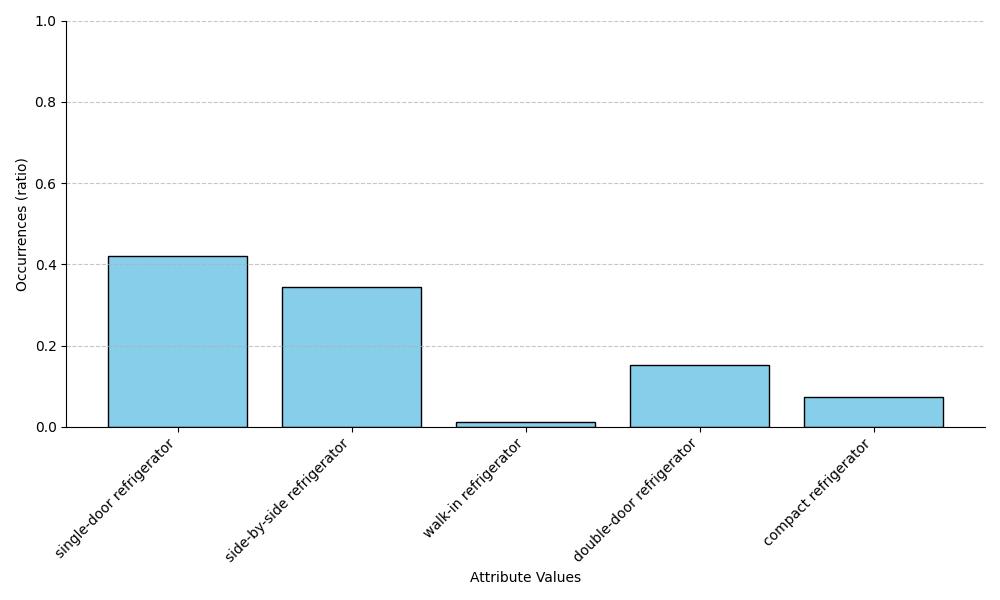 1.0
0.8
0.6
0.4
0.2
0.0
Occurrences (ratio)
single-door refrigerator
side-by-side refrigerator
walk-in refrigerator
double-door refrigerator
compact refrigerator
Attribute Values